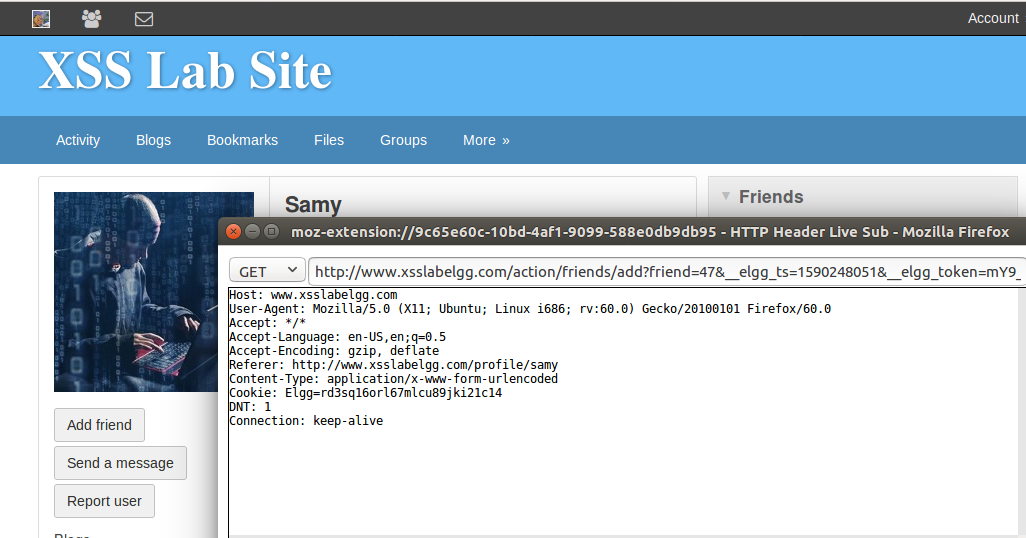 Account
XSS Lab Site
Activity Blogs Bookmarks Files Groups More »
Samy
Friends
moz-extension://9c65e60c-10bd-4af1-9099-588e0db9db95 - HTTP Header Live Sub - Mozilla Firefox
GET http://www.xsslabelgg.com/action/friends/add?friend=47&__elgg_ts=1590248051&__elgg_token=mY9_
Host: www.xsslabelgg.com
User-Agent: Mozilla/5.0 (X11; Ubuntu; Linux i686; rv:60.0) Gecko/20100101 Firefox/60.0
Accept: */*
Accept-Language: en-US,en;q=0.5
Accept-Encoding: gzip, deflate
Referer: http://www.xsslabelgg.com/profile/samy
Content-Type: application/x-www-form-urlencoded
Cookie: Elgg=rd3sq16orl67mlcu89jki21c14
DNT: 1
Connection: keep-alive
Add friend
Send a message
Report user
Blogs